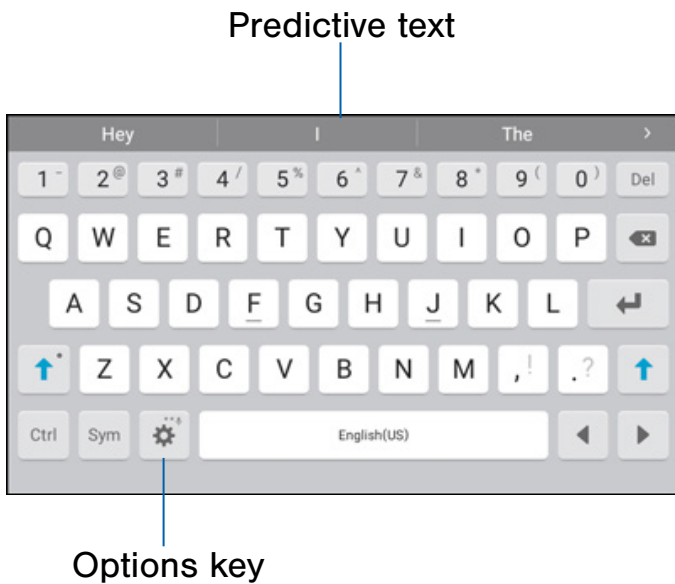 Predictive text
Hey I The >
1 - 2 @ 3 # 4 / 5 % 6 ^ 7 & 8 * 9 ( 0 ) Del
Q W E R T Y U I O P
A S D F G H J K L
Z X C V B N M , ! . ?
Ctrl Sym English(US)
Options key